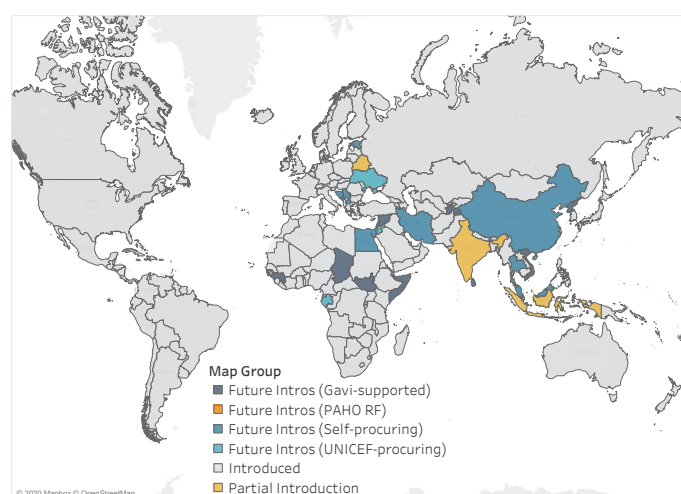 Map Group
Future Intros (Gavi-supported)
Future Intros (PAHO RF)
Future Intros (Self-procuring)
Future Intros (UNICEF-procuring)
Introduced
Partial Introduction
© 2020 Mapbox © OpenStreetMap